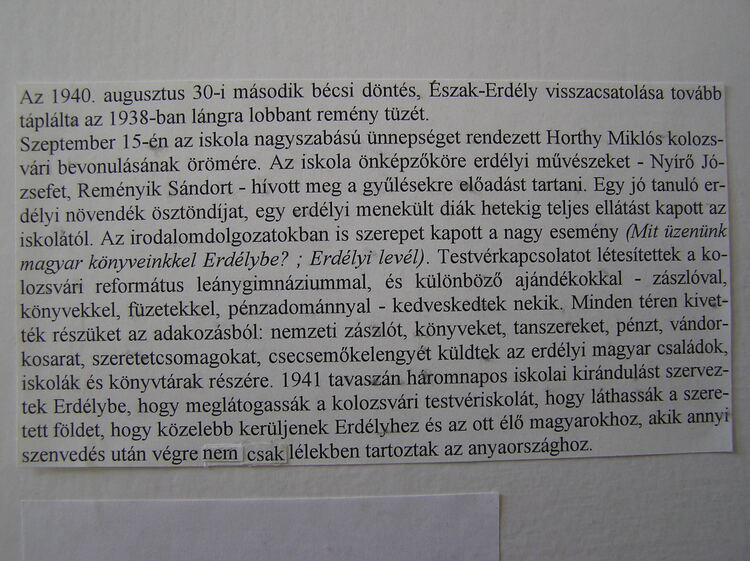 Az 1940. augusztus 30-i második bécsi döntés, Észak-Erdély visszacsatolása tovább
táplálta az 1938-ban lángra lobbant remény tüzét.
Szeptember 15-én az iskola nagyszabású ünnepséget rendezett Horthy Miklós kolozs-
vári bevonulásának örömére. Az iskola önképzőköre erdélyi művészeket - Nyírő Jó-
zsefet, Reményik Sándort - hívott meg a gyűlésekre előadást tartani. Egy jó tanuló er-
délyi növendék ösztöndíjat, egy erdélyi menekült diák hetekig teljes ellátást kapott az
iskolától. Az irodalomdolgozatokban is szerepet kapott a nagy esemény (Mit üzenünk
magyar könyveinkkel Erdélybe? ; Erdélyi levél). Testvérkapcsolatot létesítettek a ko-
lozsvári református leánygimnáziummal, és különböző ajándékokkal - zászlóval,
könyvekkel, füzetekkel, pénzadománnyal - kedveskedtek nekik. Minden téren kivet-
ték részüket az adakozásból: nemzeti zászlót, könyveket, tanszereket, pénzt, vándor-
kosarat, szeretetcsomagokat, csecsemőkelengyét küldtek az erdélyi magyar családok,
iskolák és könyvtárak részére. 1941 tavaszán háromnapos iskolai kirándulást szervez-
tek Erdélybe, hogy meglátogassák a kolozsvári testvériskolát, hogy láthassák a szere-
tett földet, hogy közelebb kerüljenek Erdélyhez és az ott élő magyarokhoz, akik annyi
szenvedés után végre nem csak lélekben tartoztak az anyaországhoz.